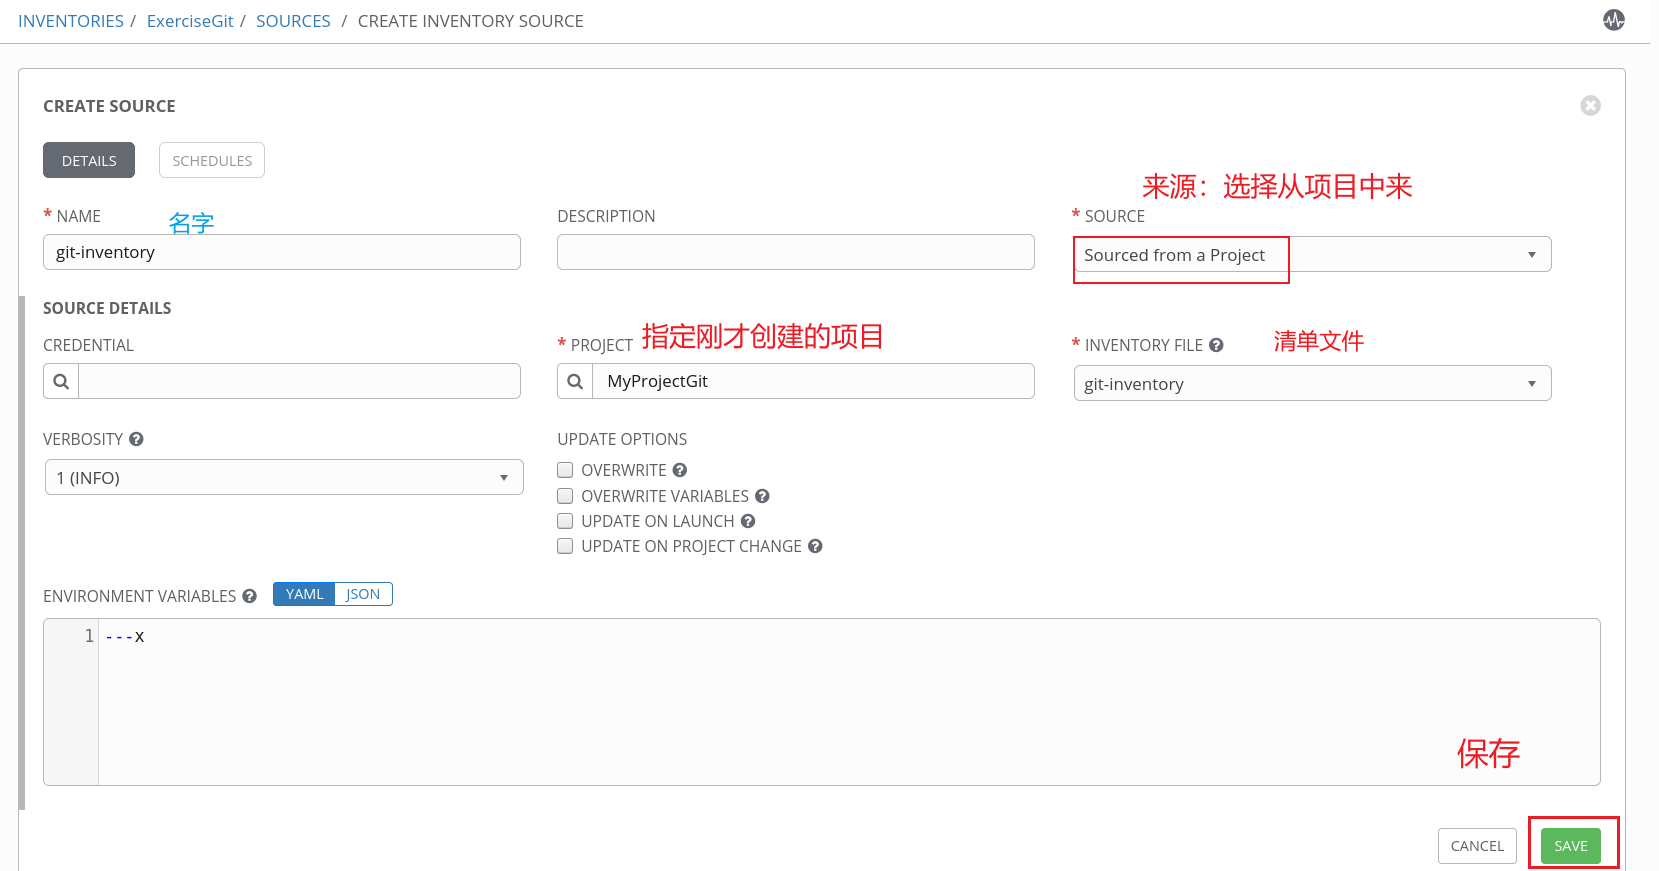 INVENTORIES / ExerciseGit / SOURCES / CREATE INVENTORY SOURCE
CREATE SOURCE
DETAILS SCHEDULES
来源：选择从项目中来
* NAME 名字 DESCRIPTION * SOURCE
git-inventory Sourced from a Project
SOURCE DETAILS
CREDENTIAL * PROJECT 指定刚才创建的项目 * INVENTORY FILE ? 清单文件
MyProjectGit git-inventory
VERBOSITY ? UPDATE OPTIONS
1 (INFO) OVERWRITE ?
OVERWRITE VARIABLES ?
UPDATE ON LAUNCH ?
UPDATE ON PROJECT CHANGE ?
ENVIRONMENT VARIABLES ? YAML JSON
1 ---x
保存
CANCEL SAVE